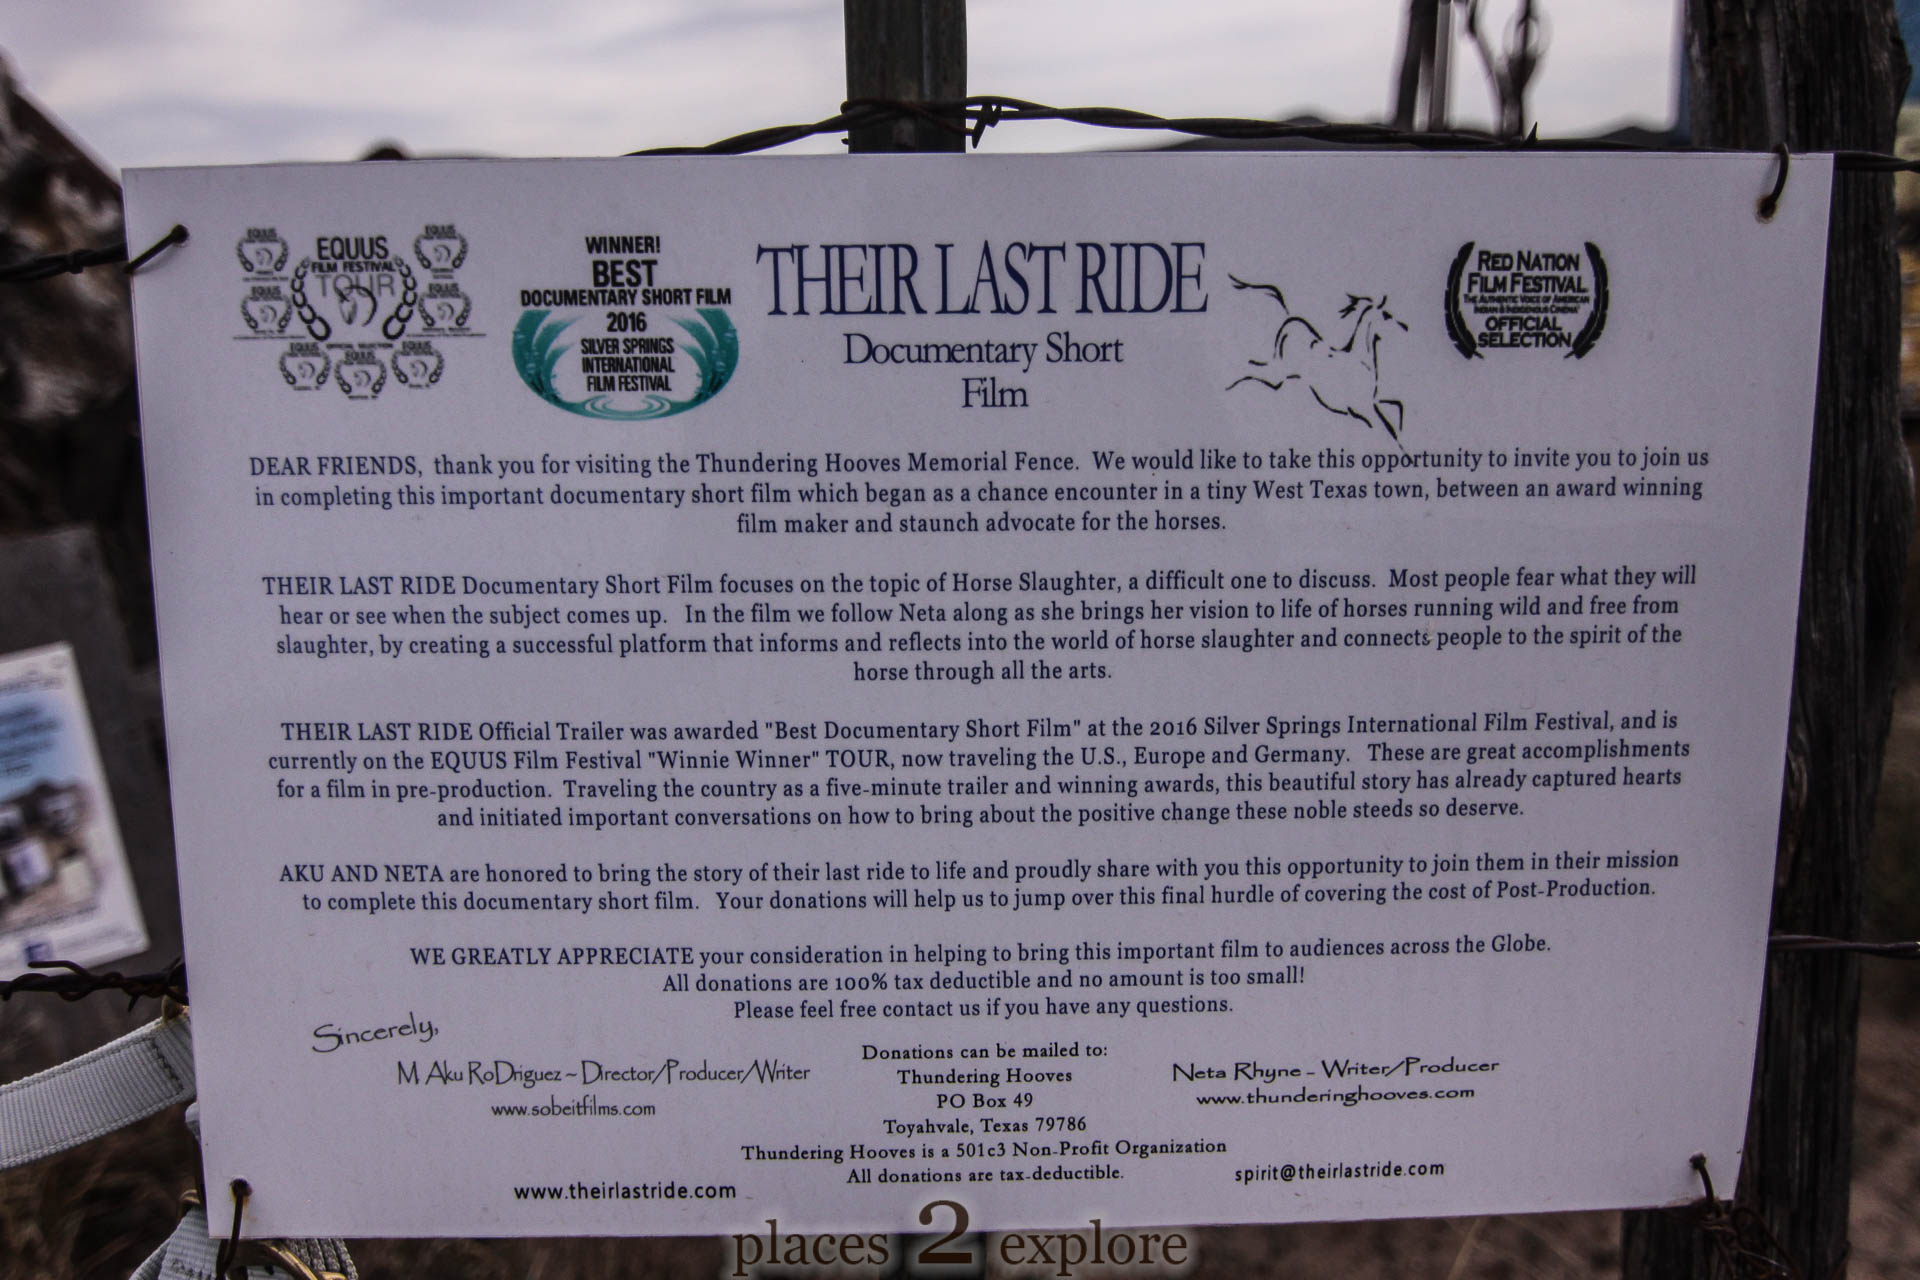 EQUUS
FILM FESTIVAL
TOUR
WINNER!
BEST
DOCUMENTARY SHORT FILM
2016
SILVER SPRINGS
INTERNATIONAL
FILM FESTIVAL
THEIR LAST RIDE
Documentary Short
Film
RED NATION
FILM FESTIVAL
THE AUTHENTIC VOICE OF AMERICAN
INDIAN & INDIGENOUS CINEMA
OFFICIAL
SELECTION
DEAR FRIENDS, thank you for visiting the Thundering Hooves Memorial Fence. We would like to take this opportunity to invite you to join us
in completing this important documentary short film which began as a chance encounter in a tiny West Texas town, between an award winning
film maker and staunch advocate for the horses.
THEIR LAST RIDE Documentary Short Film focuses on the topic of Horse Slaughter, a difficult one to discuss. Most people fear what they will
hear or see when the subject comes up. In the film we follow Neta along as she brings her vision to life of horses running wild and free from
slaughter, by creating a successful platform that informs and reflects into the world of horse slaughter and connects people to the spirit of the
horse through all the arts.
THEIR LAST RIDE Official Trailer was awarded "Best Documentary Short Film" at the 2016 Silver Springs International Film Festival, and is
currently on the EQUUS Film Festival "Winnie Winner" TOUR, now traveling the U.S., Europe and Germany. These are great accomplishments
for a film in pre-production. Traveling the country as a five-minute trailer and winning awards, this beautiful story has already captured hearts
and initiated important conversations on how to bring about the positive change these noble steeds so deserve.
AKU AND NETA are honored to bring the story of their last ride to life and proudly share with you this opportunity to join them in their mission
to complete this documentary short film. Your donations will help us to jump over this final hurdle of covering the cost of Post-Production.
WE GREATLY APPRECIATE your consideration in helping to bring this important film to audiences across the Globe.
All donations are 100% tax deductible and no amount is too small!
Please feel free contact us if you have any questions.
Sincerely,
M Aku RoDriguez ~ Director/Producer/Writer
www.sobeitfilms.com
Donations can be mailed to:
Thundering Hooves
PO Box 49
Toyahvale, Texas 79786
Thundering Hooves is a 501c3 Non-Profit Organization
All donations are tax-deductible.
Neta Rhyne - Writer/Producer
www.thunderinghooves.com
www.theirlastride.com
spirit@theirlastride.com
places 2 explore